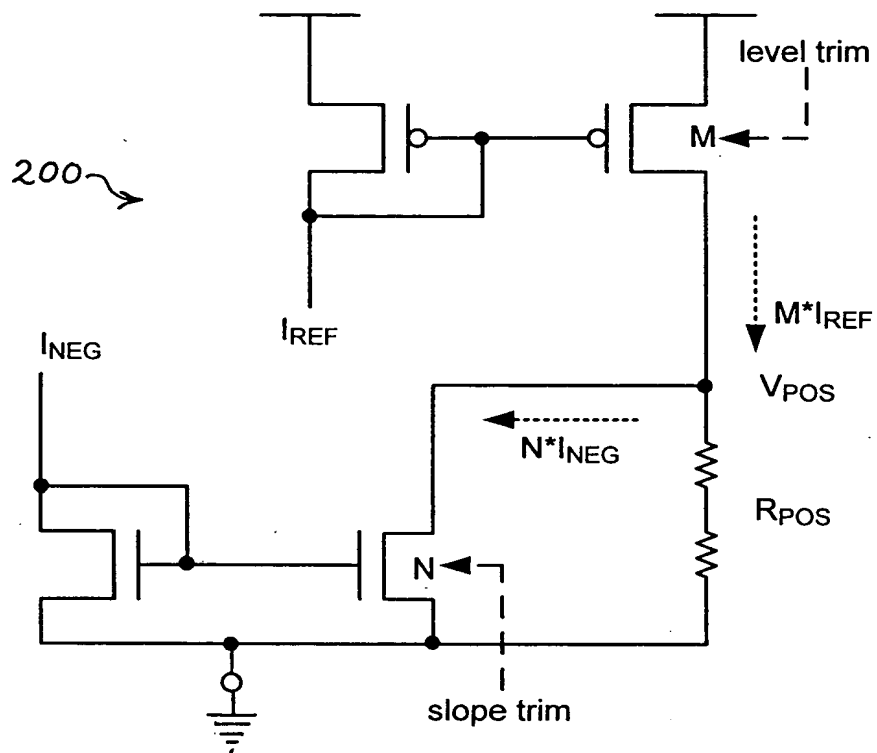 level trim
M
200
M*IREF
IREF
INEG
VPOS
N*INEG
RPOS
N
slope trim